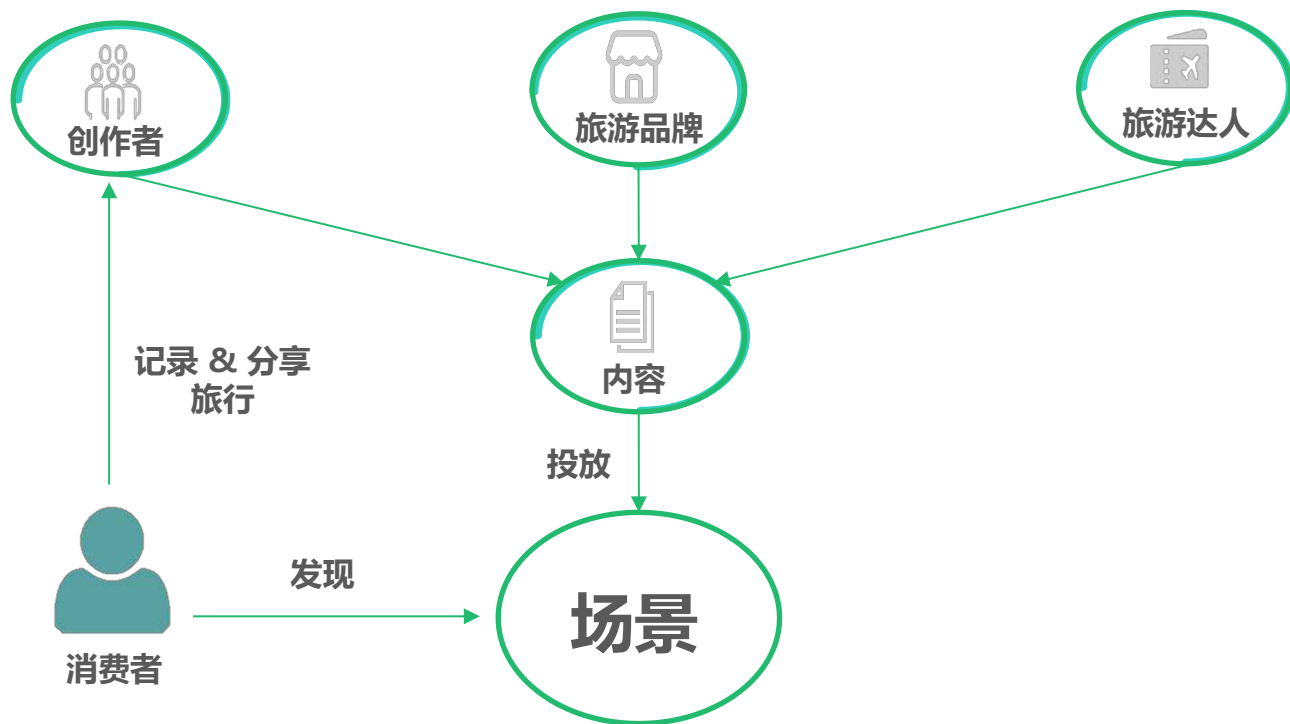 创作者
旅游品牌
旅游达人
内容
记录 & 分享
旅行
投放
发现
场景
消费者